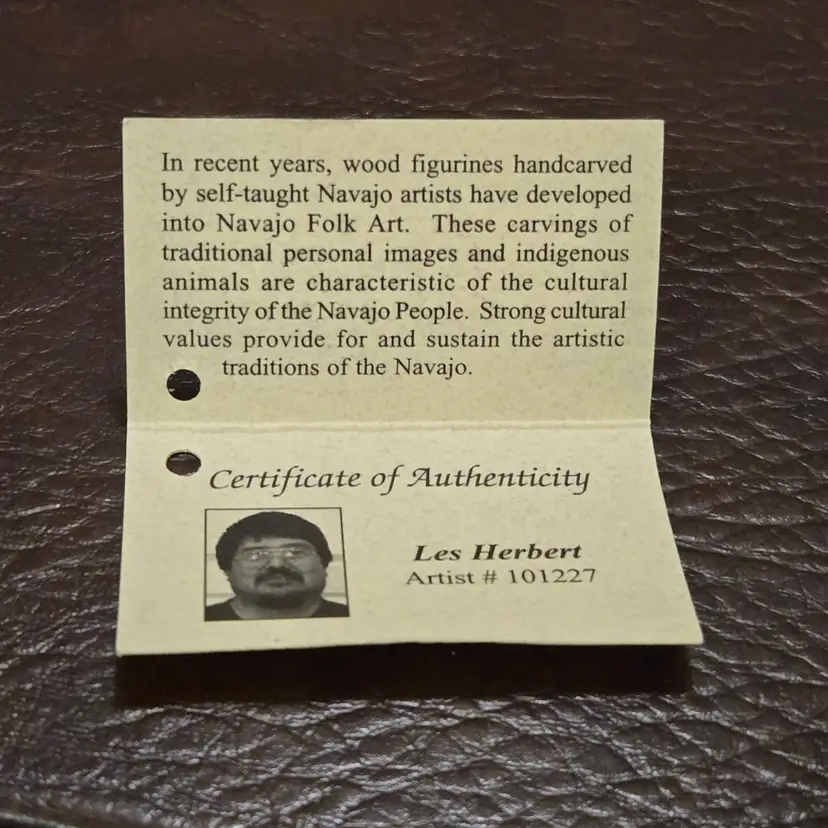 In recent years, wood figurines handcarved
by self-taught Navajo artists have developed
into Navajo Folk Art. These carvings of
traditional personal images and indigenous
animals are characteristic of the cultural
integrity of the Navajo People. Strong cultural
values provide for and sustain the artistic
traditions of the Navajo.
Certificate of Authenticity
Les Herbert
Artist # 101227